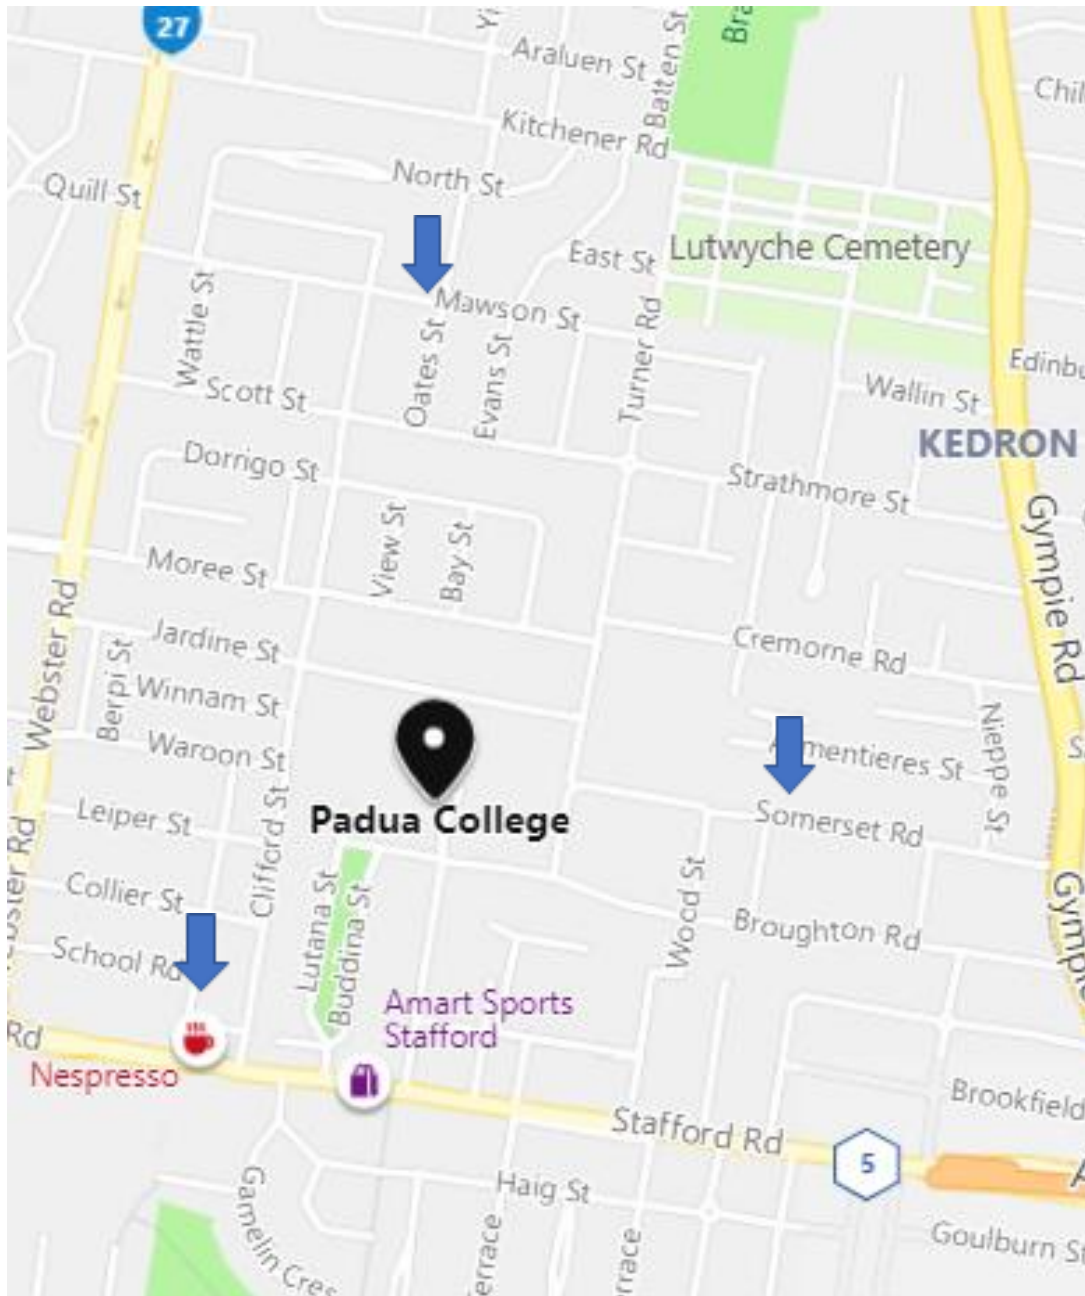 27
Araluen St
Batten St
Kitchener Rd
North St
Quill St
East St
Lutwyche Cemetery
Mawson St
Wattle St
Oates St
Evans St
Turner Rd
Scott St
Wallin St
KEDRON
Dorrigo St
Strathmore St
View St
Bay St
Moree St
Gympie Rd
Webster Rd
Jardine St
Berpi St
Cremorne Rd
Winnam St
Waroon St
Nieppe St
mentieres St
Leiper St
Padua College
Somerset Rd
Clifford St
Collier St
Lutana St
Buddina St
Wood St
Broughton Rd
School Rd
Amart Sports
Stafford
Rd
Nespresso
Brookfield
Stafford Rd
5
Haig St
Gamelin Cres
Goulburn St